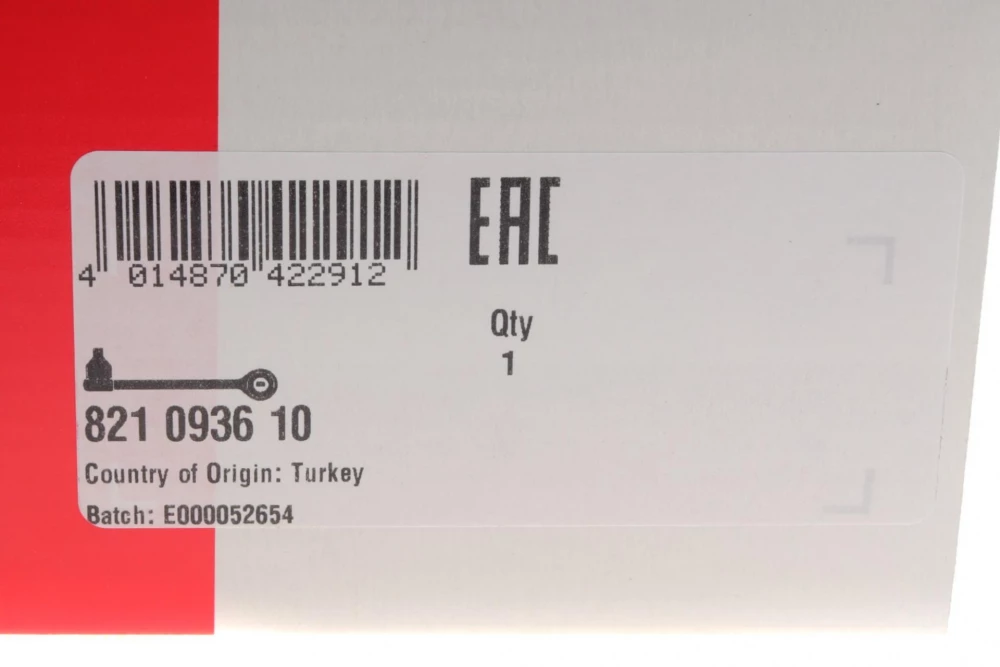 EAC
4 014870 422912
Qty
1
821 0936 10
Country of Origin: Turkey
Batch: E000052654